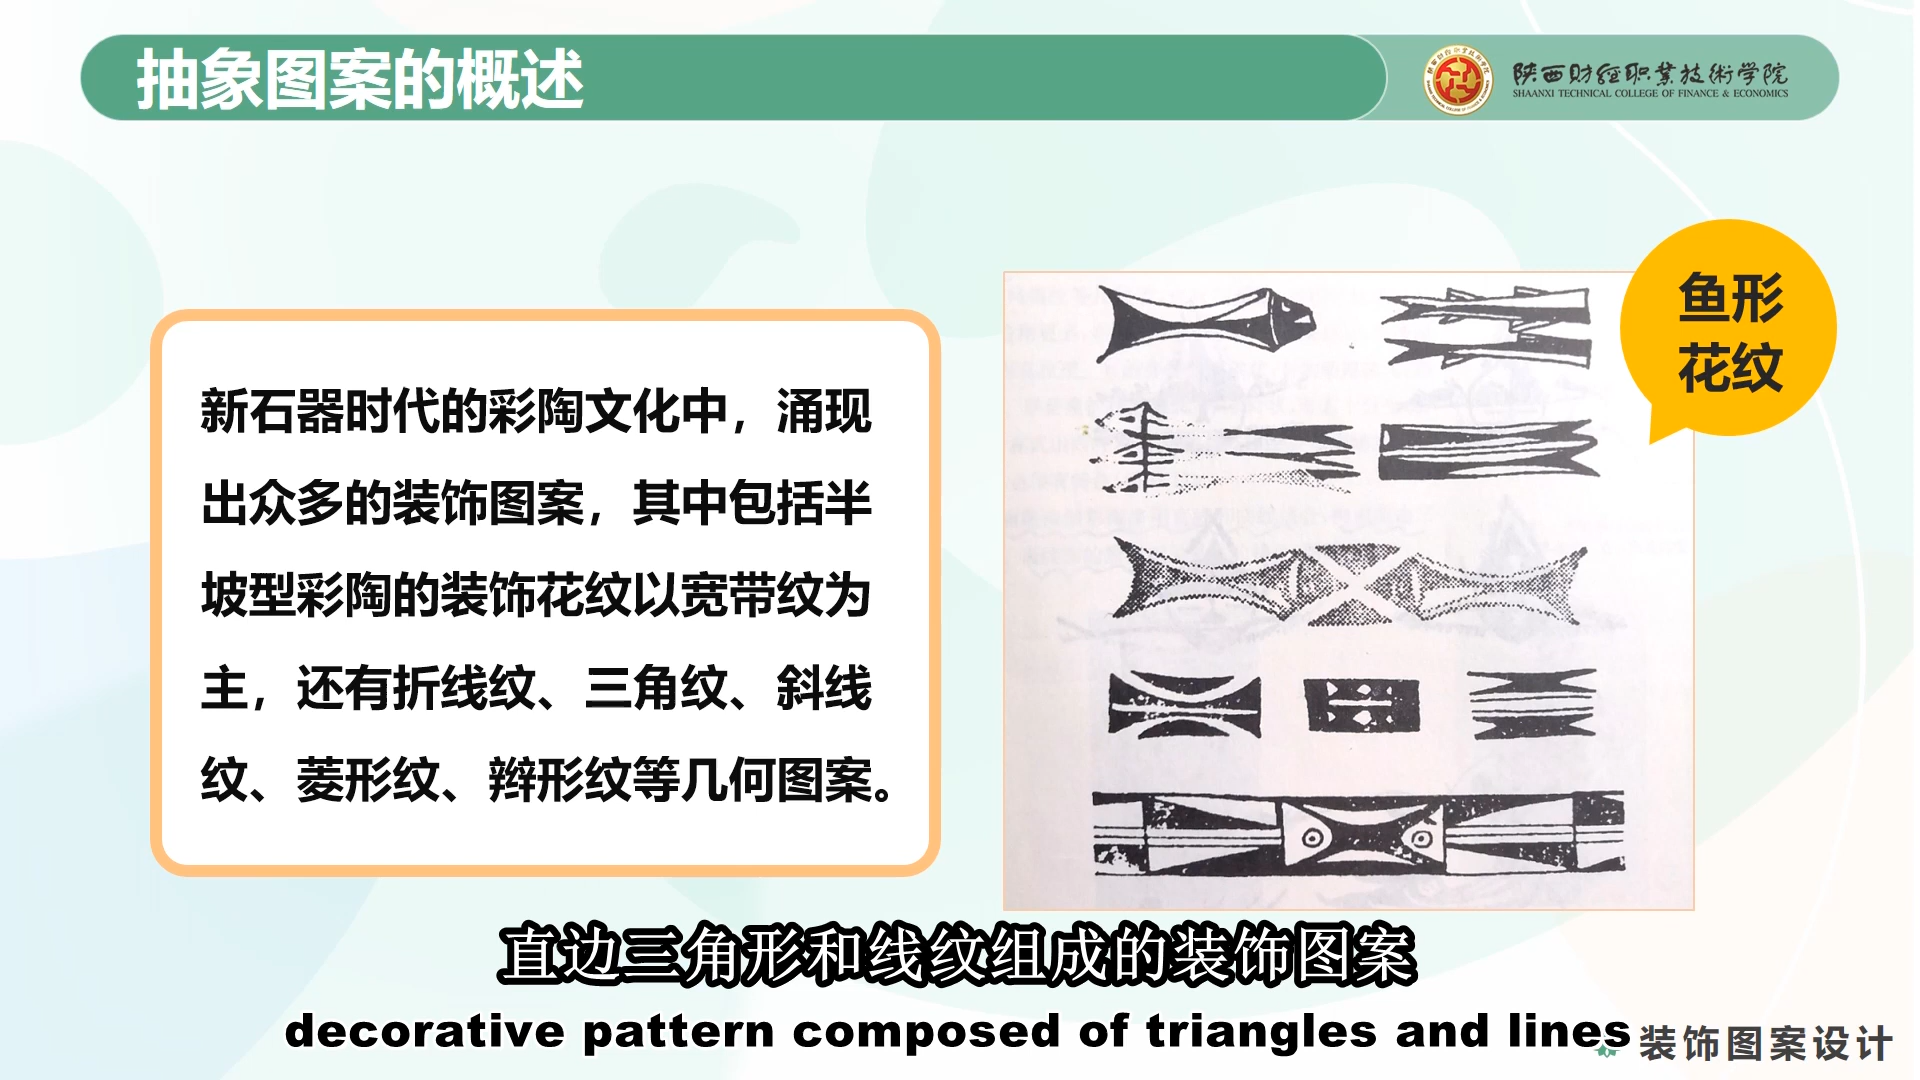 抽象图案的概述
陕西财经职业技術学院
SHAANXI TECHNICAL COLLEGE OF FINANCE & ECONOMICS
鱼形
花纹
新石器时代的彩陶文化中，涌现
出众多的装饰图案，其中包括半
坡型彩陶的装饰花纹以宽带纹为
主，还有折线纹、三角纹、斜线
纹、菱形纹、辫形纹等几何图案。
直边三角形和线纹组成的装饰图案
decorative pattern composed of triangles and lines
装饰图案设计